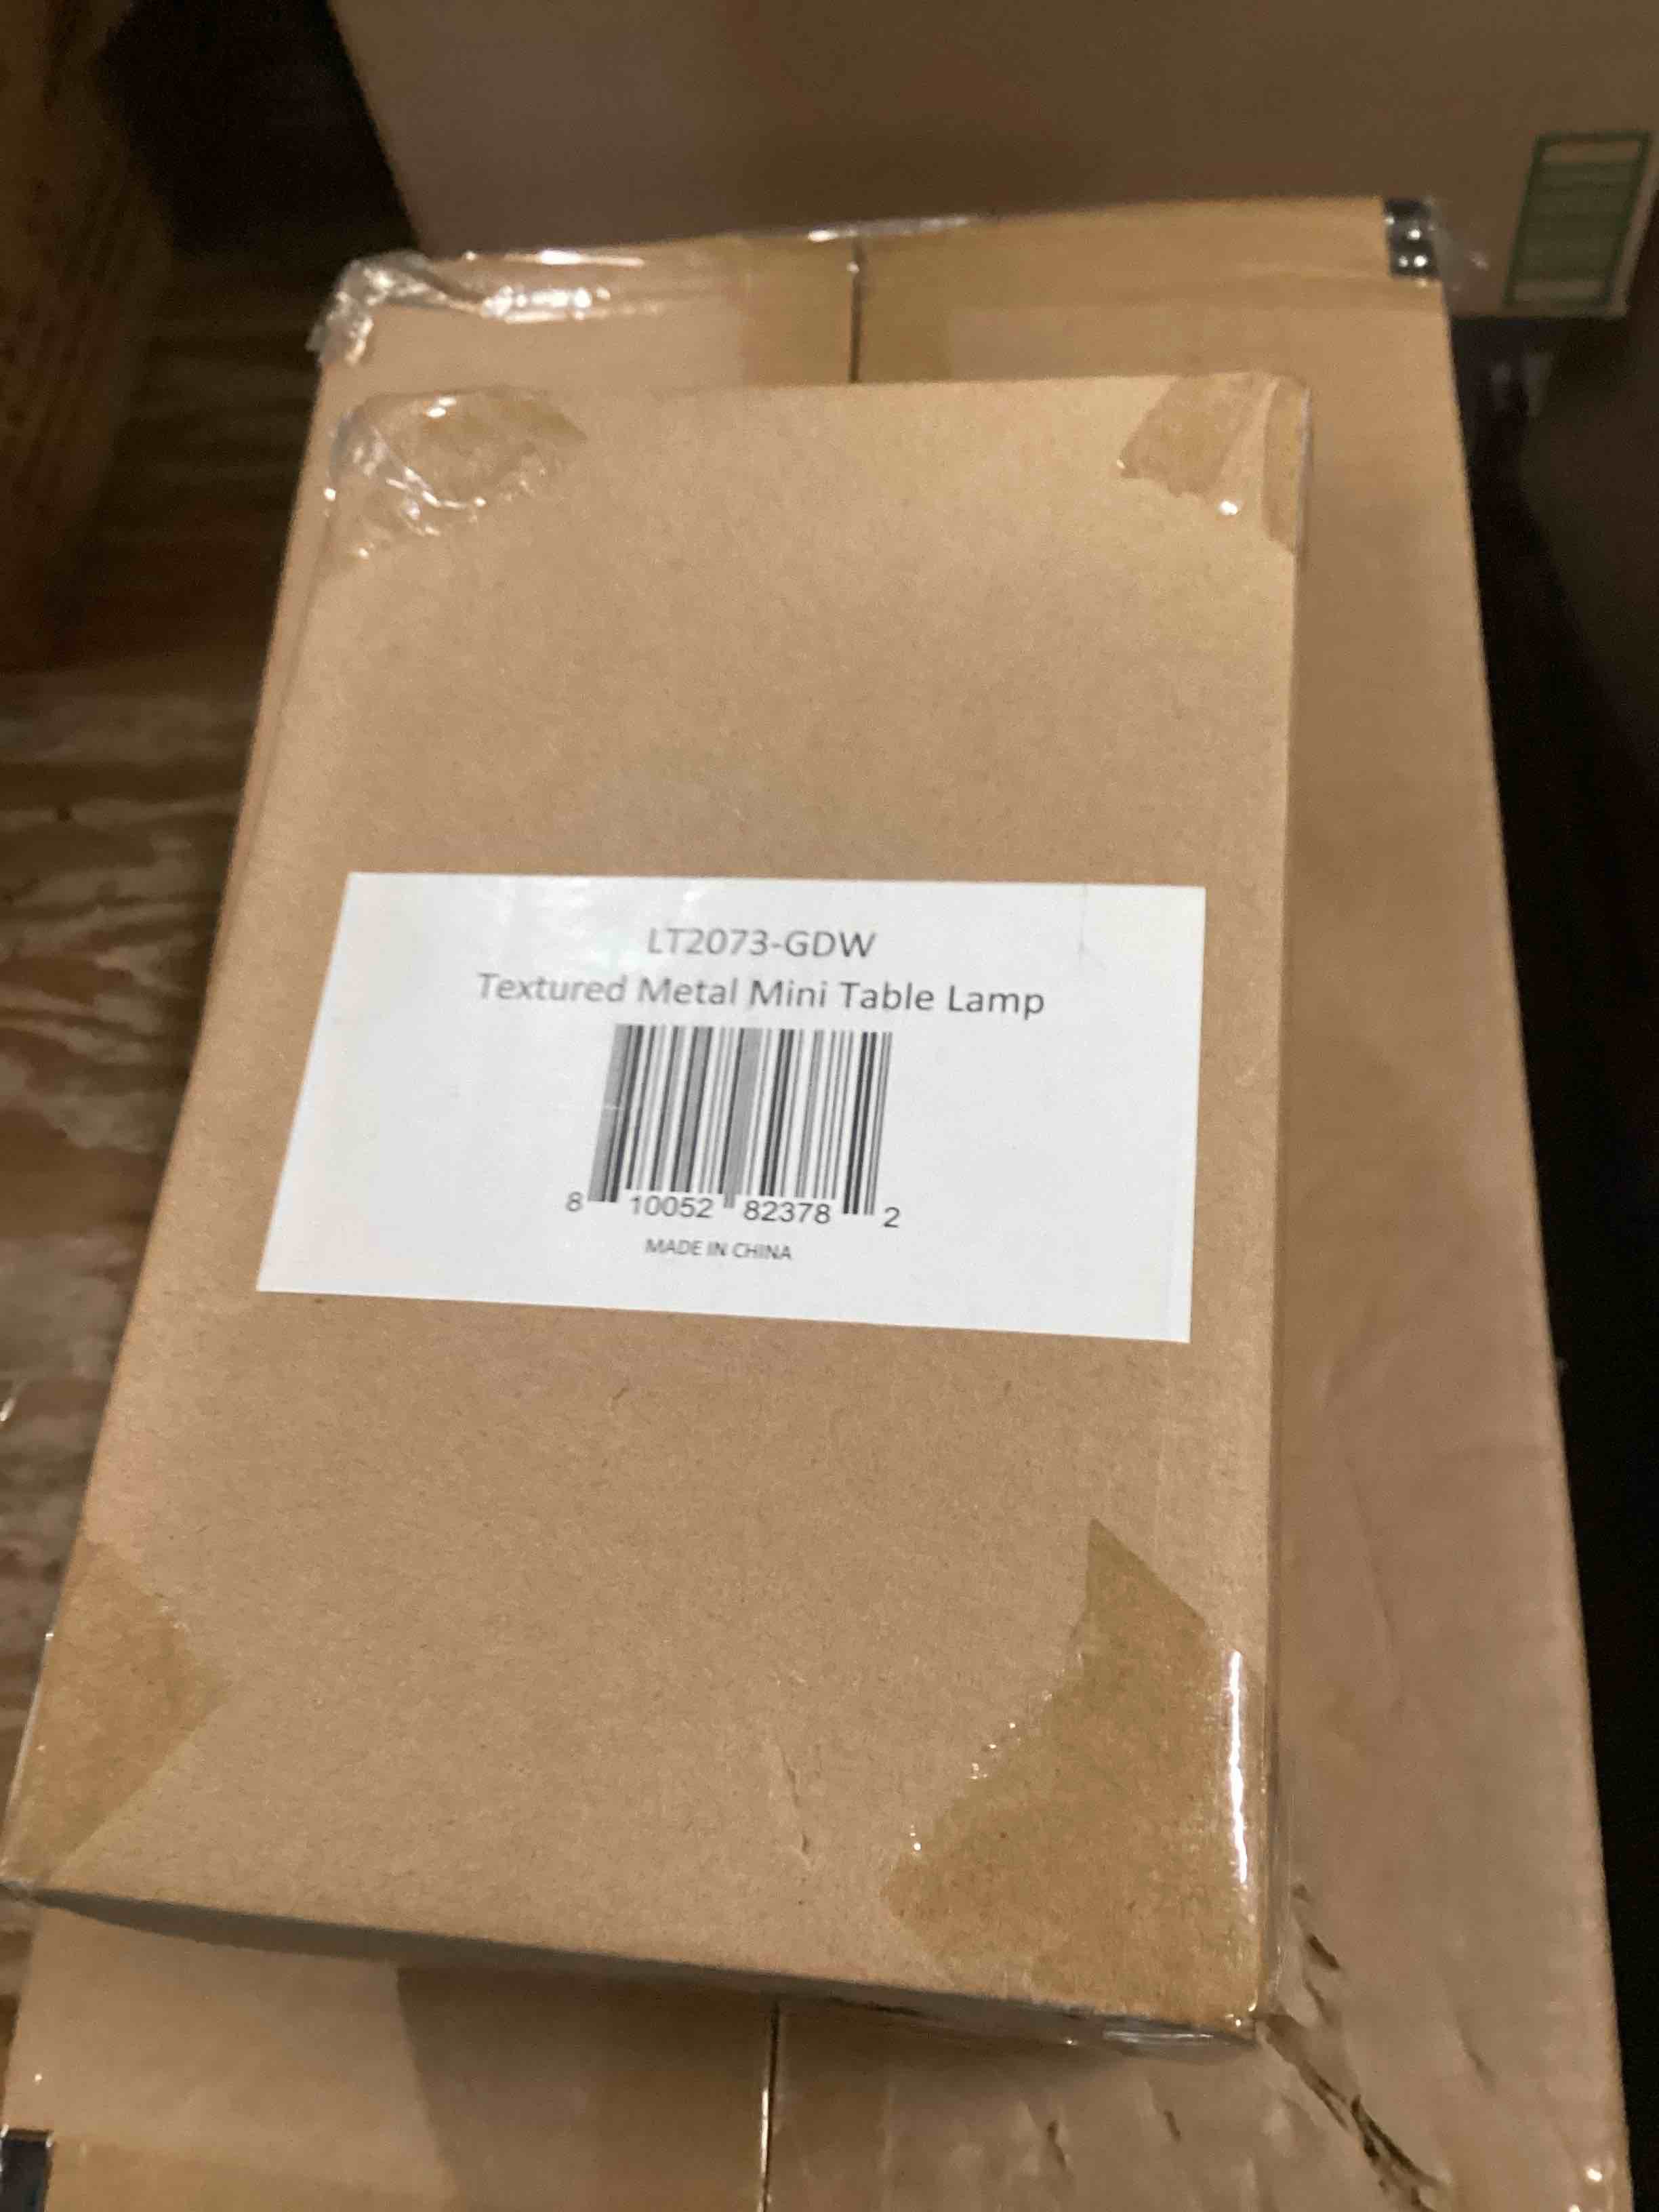 LT2073-GDW
Textured Metal Mini Table Lamp
8 10052 82378 2
MADE IN CHINA